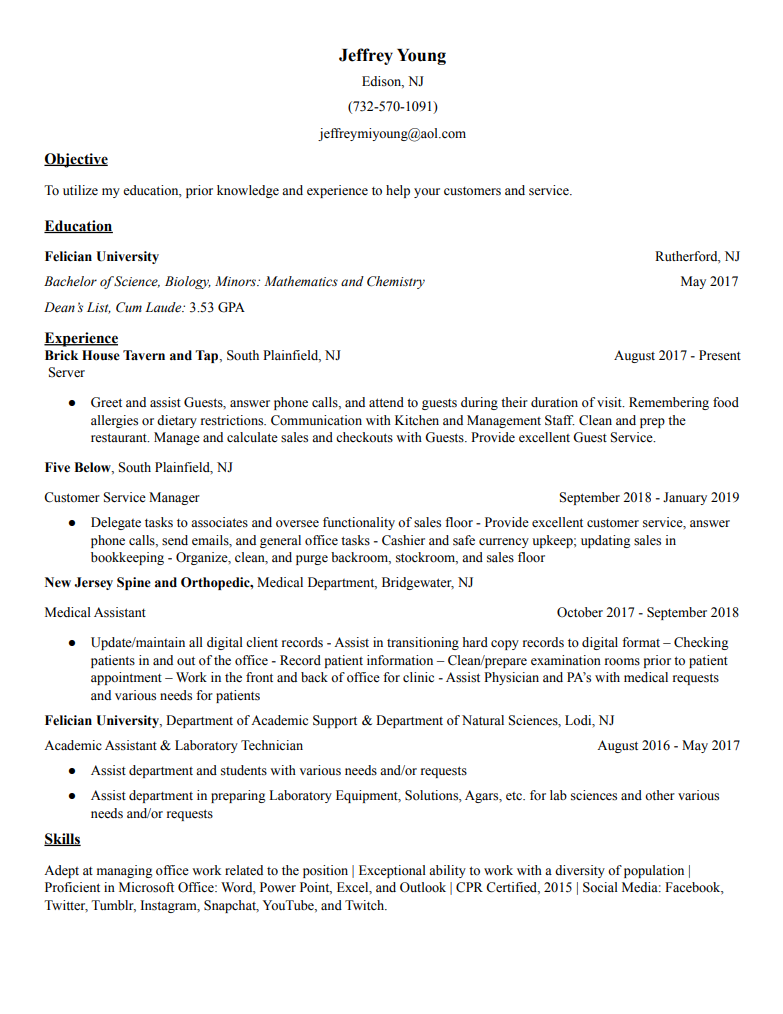 Jeffrey Young
Edison, NJ
(732-570-1091)
jeffreymiyoung@aol.com
Objective
To utilize my education, prior knowledge and experience to help your customers and service.
Education
Felician University Rutherford, NJ
Bachelor of Science, Biology, Minors: Mathematics and Chemistry May 2017
Dean’s List, Cum Laude: 3.53 GPA
Experience
Brick House Tavern and Tap, South Plainfield, NJ August 2017 - Present
Server
● Greet and assist Guests, answer phone calls, and attend to guests during their duration of visit. Remembering food
allergies or dietary restrictions. Communication with Kitchen and Management Staff. Clean and prep the
restaurant. Manage and calculate sales and checkouts with Guests. Provide excellent Guest Service.
Five Below, South Plainfield, NJ
Customer Service Manager September 2018 - January 2019
● Delegate tasks to associates and oversee functionality of sales floor - Provide excellent customer service, answer
phone calls, send emails, and general office tasks - Cashier and safe currency upkeep; updating sales in
bookkeeping - Organize, clean, and purge backroom, stockroom, and sales floor
New Jersey Spine and Orthopedic, Medical Department, Bridgewater, NJ
Medical Assistant October 2017 - September 2018
● Update/maintain all digital client records - Assist in transitioning hard copy records to digital format – Checking
patients in and out of the office - Record patient information – Clean/prepare examination rooms prior to patient
appointment – Work in the front and back of office for clinic - Assist Physician and PA’s with medical requests
and various needs for patients
Felician University, Department of Academic Support & Department of Natural Sciences, Lodi, NJ
Academic Assistant & Laboratory Technician August 2016 - May 2017
● Assist department and students with various needs and/or requests
● Assist department in preparing Laboratory Equipment, Solutions, Agars, etc. for lab sciences and other various
needs and/or requests
Skills
Adept at managing office work related to the position | Exceptional ability to work with a diversity of population |
Proficient in Microsoft Office: Word, Power Point, Excel, and Outlook | CPR Certified, 2015 | Social Media: Facebook,
Twitter, Tumblr, Instagram, Snapchat, YouTube, and Twitch.